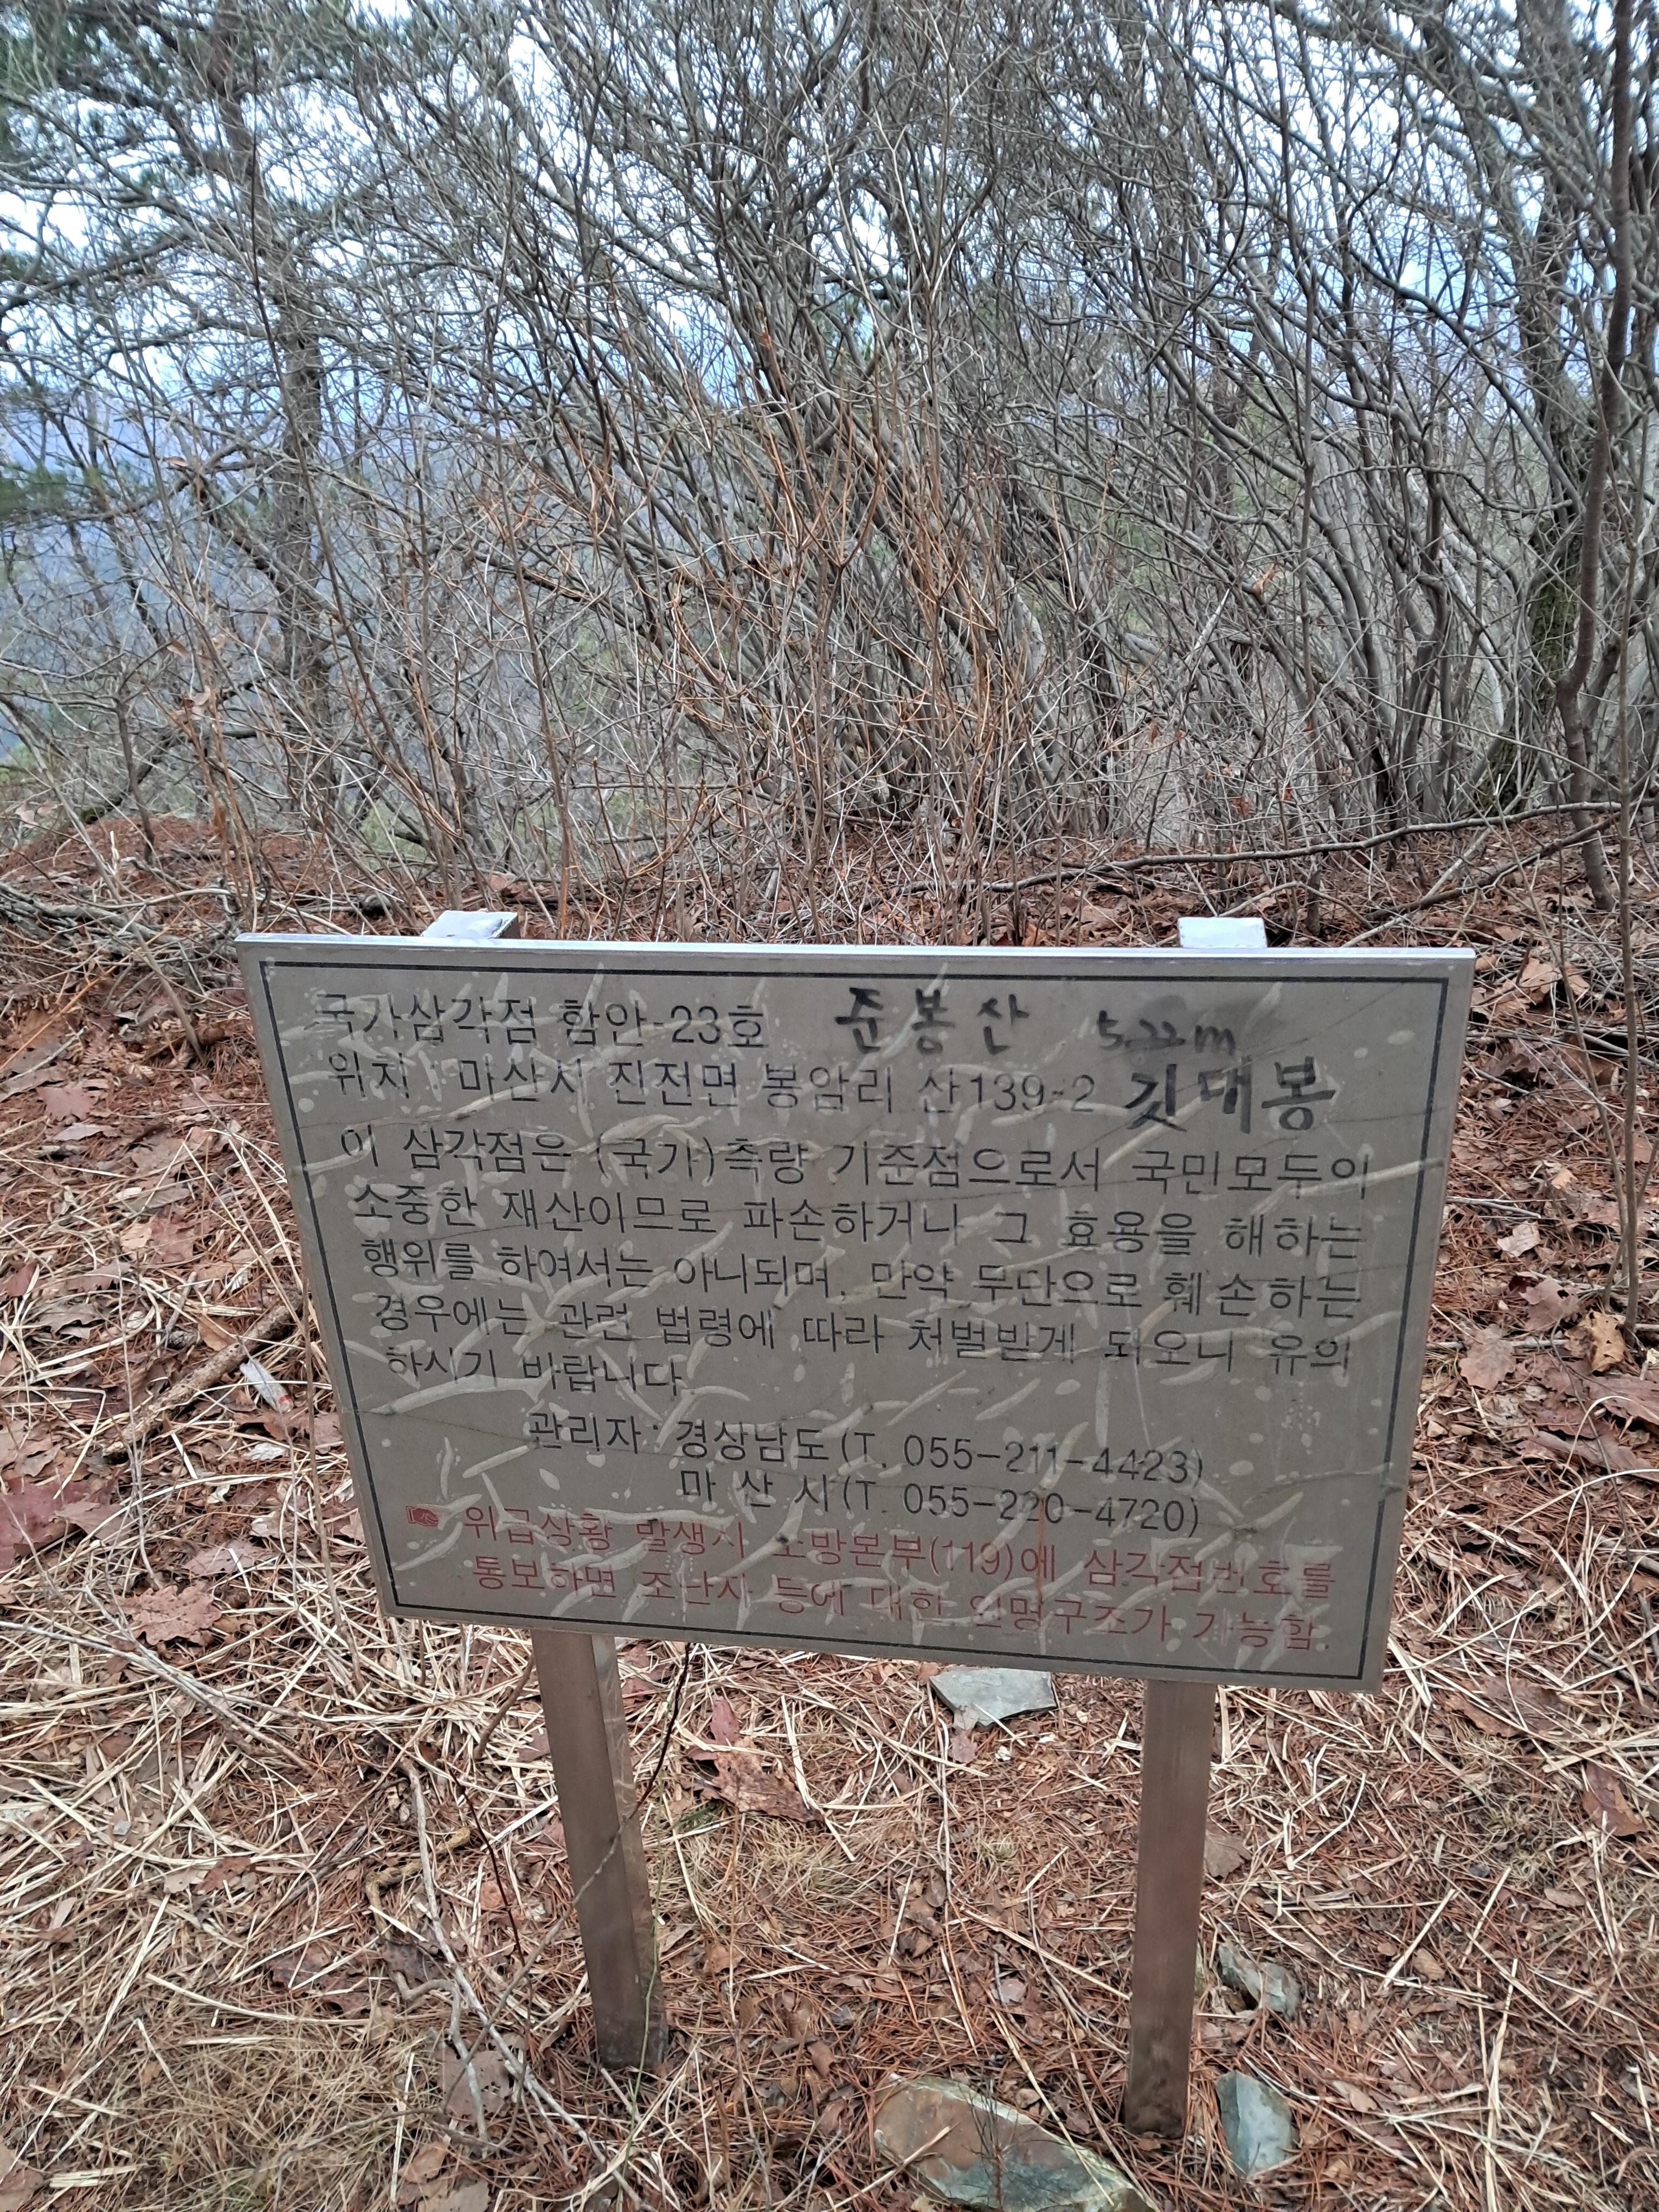 국가삼각점 함안-23호 준봉산 522m
위치 : 마산시 진전면 봉암리 산139-2 깃대봉
이 삼각점은 (국가)측량 기준점으로서 국민모두의
소중한 재산이므로 파손하거나 그 효용을 해하는
행위를 하여서는 아니되며, 만약 무단으로 훼손하는
경우에는 관련 법령에 따라 처벌받게 되오니 유의
하시기 바랍니다.
관리자 : 경상남도(T. 055-211-4423)
마 산 시(T. 055-220-4720)
☞ 위급상황 발생시 소방본부(119)에 삼각점번호를
통보하면 조난자 등에 대한 인명구조가 가능함.